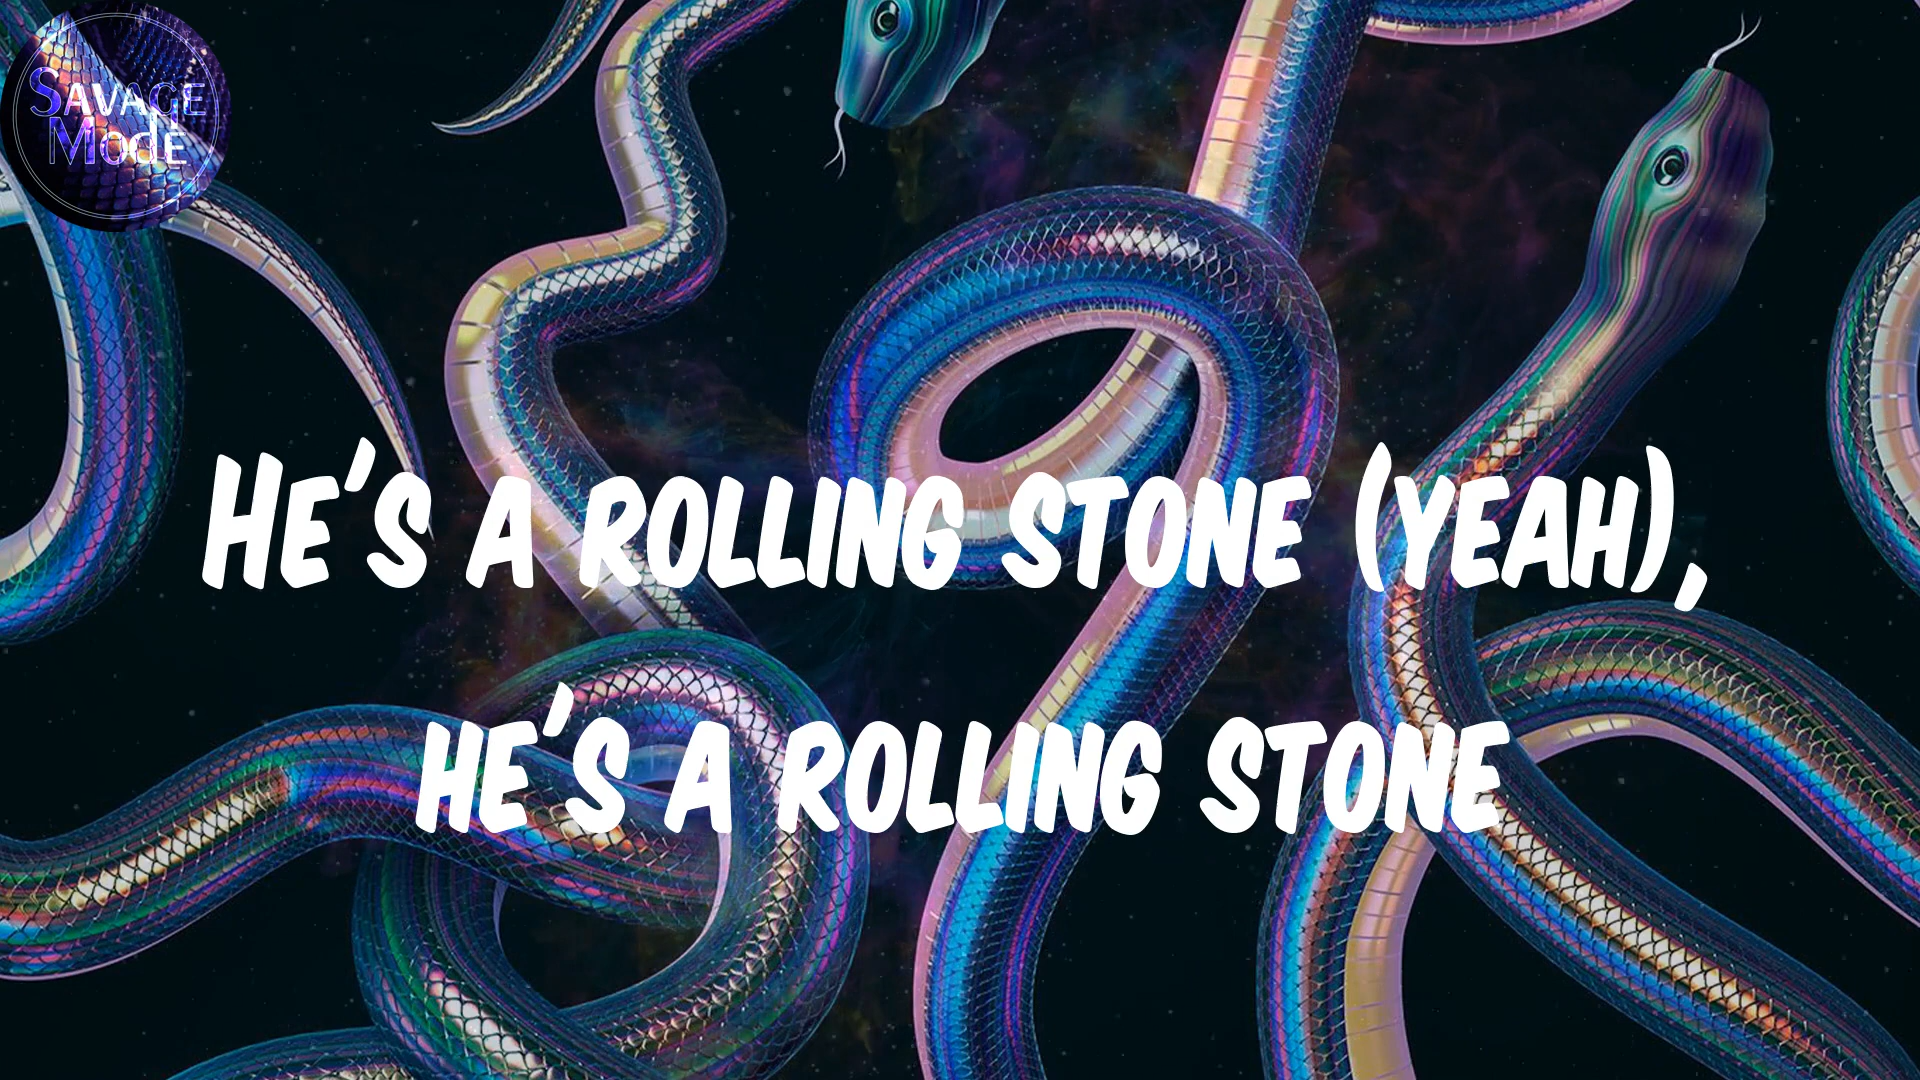 SAVAGE
MODE
HE'S A ROLLING STONE (YEAH),
HE'S A ROLLING STONE